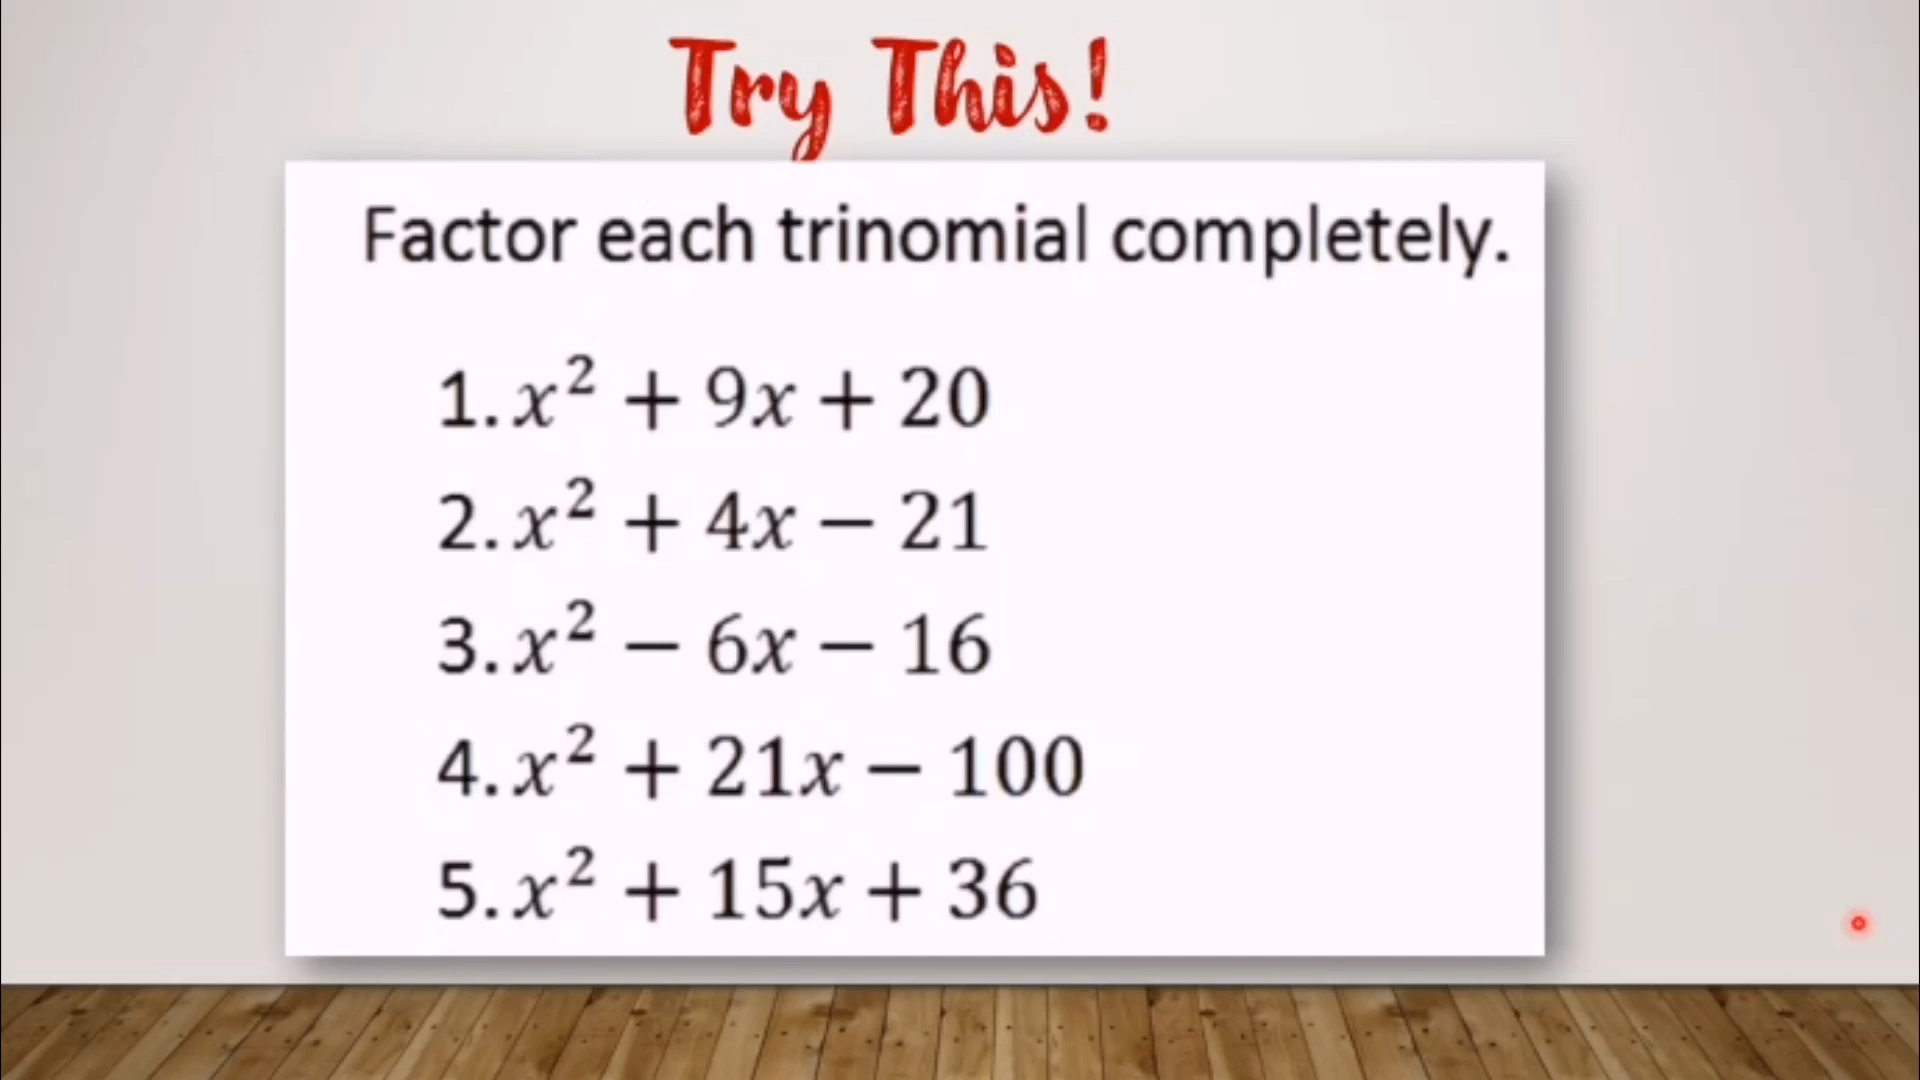 Try This!
Factor each trinomial completely.
1. x² + 9x + 20
2. x² + 4x − 21
3. x² − 6x − 16
4. x² + 21x − 100
5. x² + 15x + 36